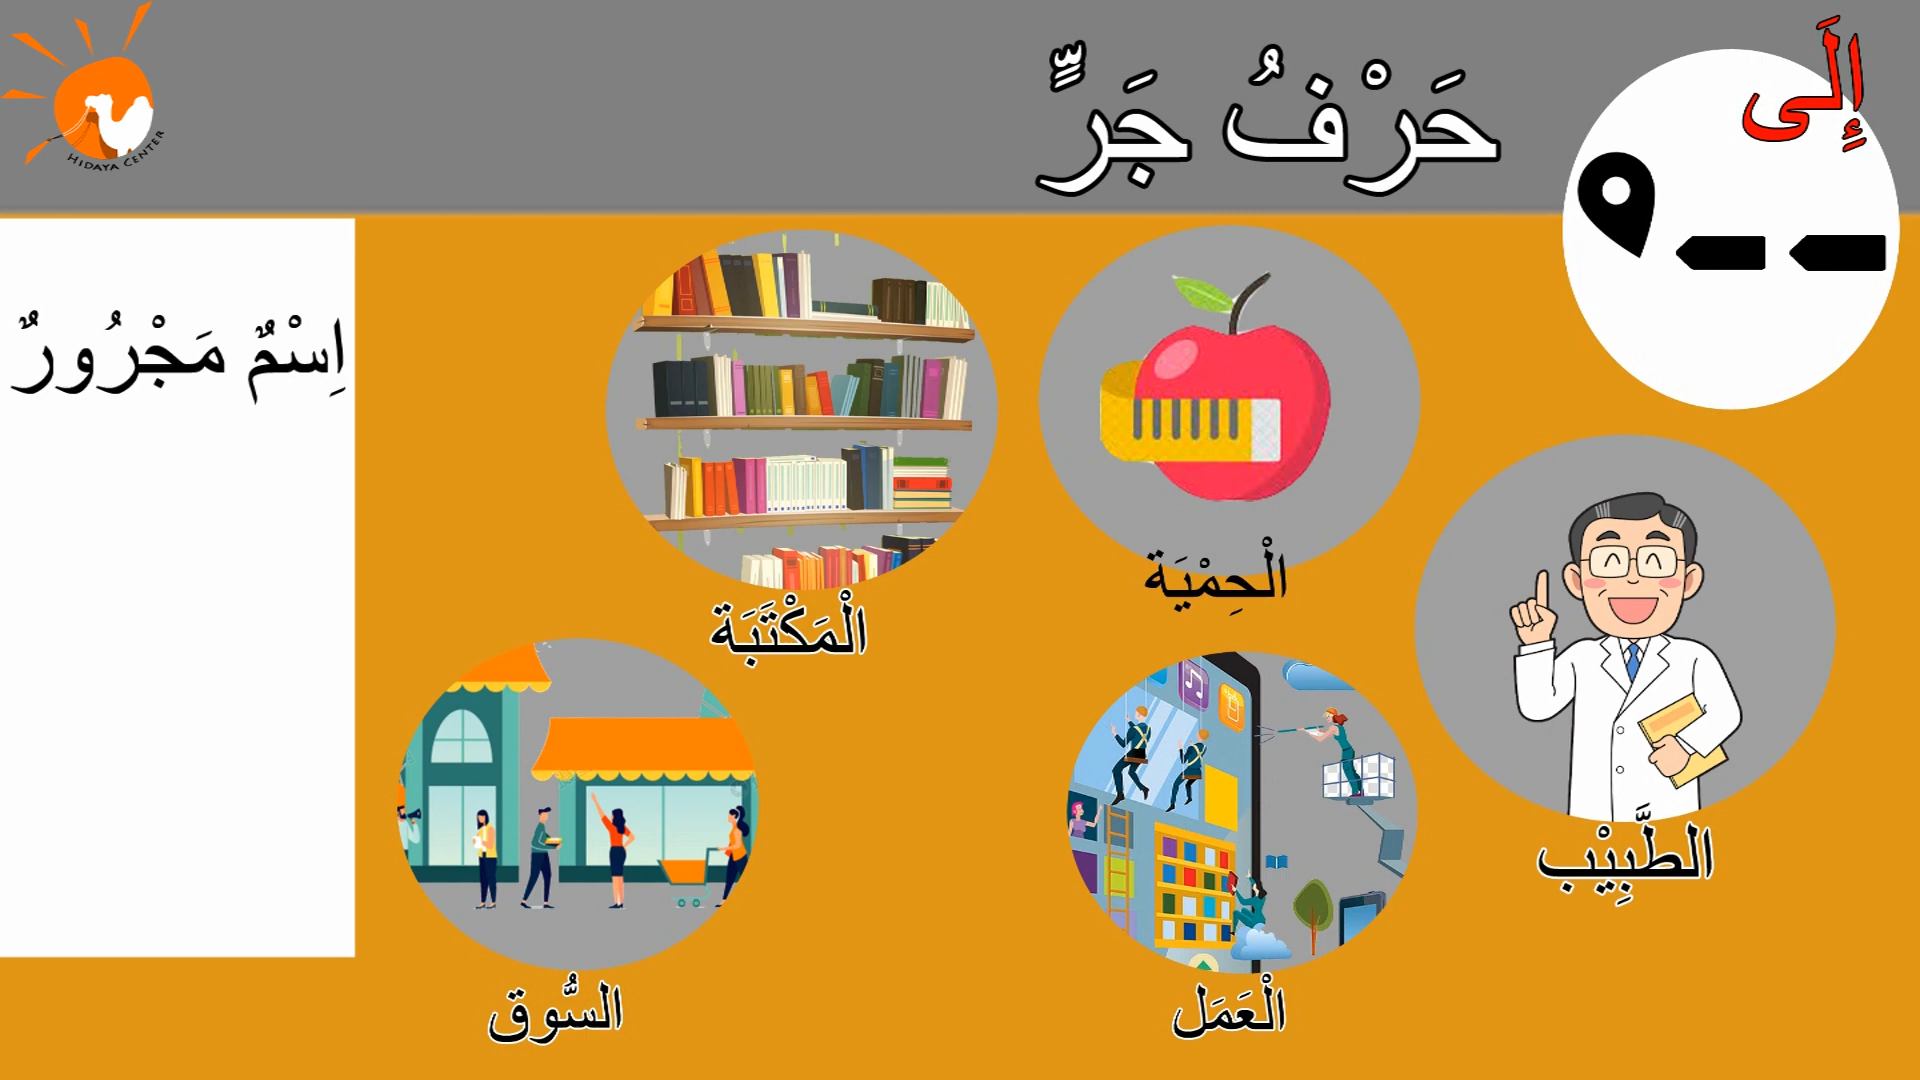 إِلَى
حَرْفُ جَرٍّ
HIDAYA CENTER
اِسْمٌ مَجْرُورٌ
الْحِمْيَة
الْمَكْتَبَة
الطَّبِيْب
الْعَمَل
السُّوق